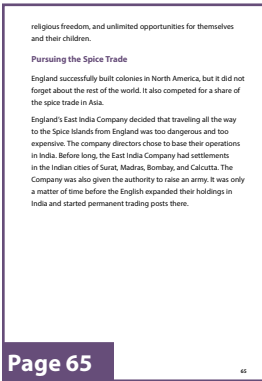 religious freedom, and unlimited opportunities for themselves
and their children.
Pursuing the Spice Trade
England successfully built colonies in North America, but it did not
forget about the rest of the world. It also competed for a share of
the spice trade in Asia.
England's East India Company decided that traveling all the way
to the Spice Islands from England was too dangerous and too
expensive. The company directors chose to base their operations
in India. Before long, the East India Company had settlements
in the Indian cities of Surat, Madras, Bombay, and Calcutta. The
Company was also given the authority to raise an army. It was only
a matter of time before the English expanded their holdings in
India and started permanent trading posts there.
Page 65
65